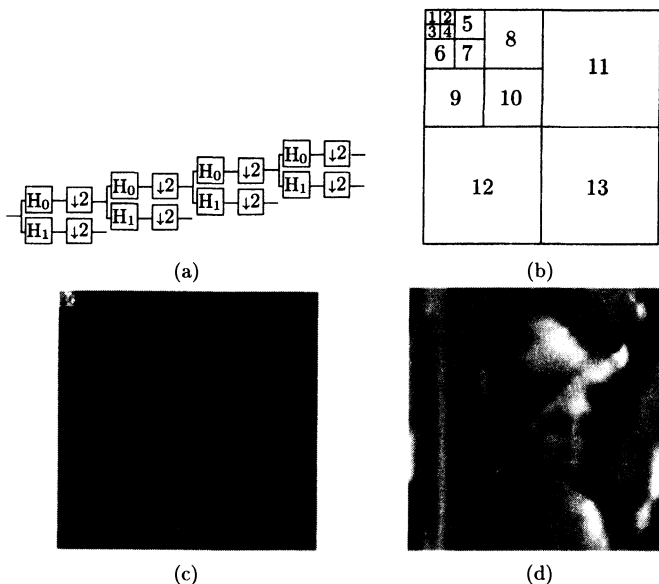 H₀ ↓2 H₀ ↓2 H₀ ↓2 H₀ ↓2
H₁ ↓2 H₁ ↓2 H₁ ↓2 H₁ ↓2
(a)
1 2 5 8 11
3 4
6 7
9 10
12 13
(b)
(c)
(d)